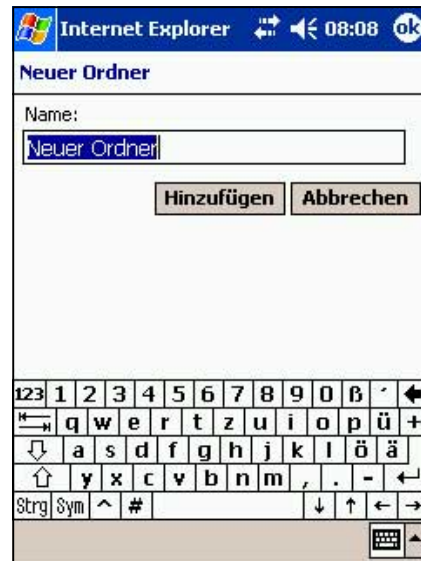 Internet Explorer 08:08 ok
Neuer Ordner
Name:
Neuer Ordner
Hinzufügen Abbrechen
123 1 2 3 4 5 6 7 8 9 0 ß ´
q w e r t z u i o p ü +
a s d f g h j k l ö ä
y x c v b n m , . -
Strg Sym ^ # ↓ ↑ ← →